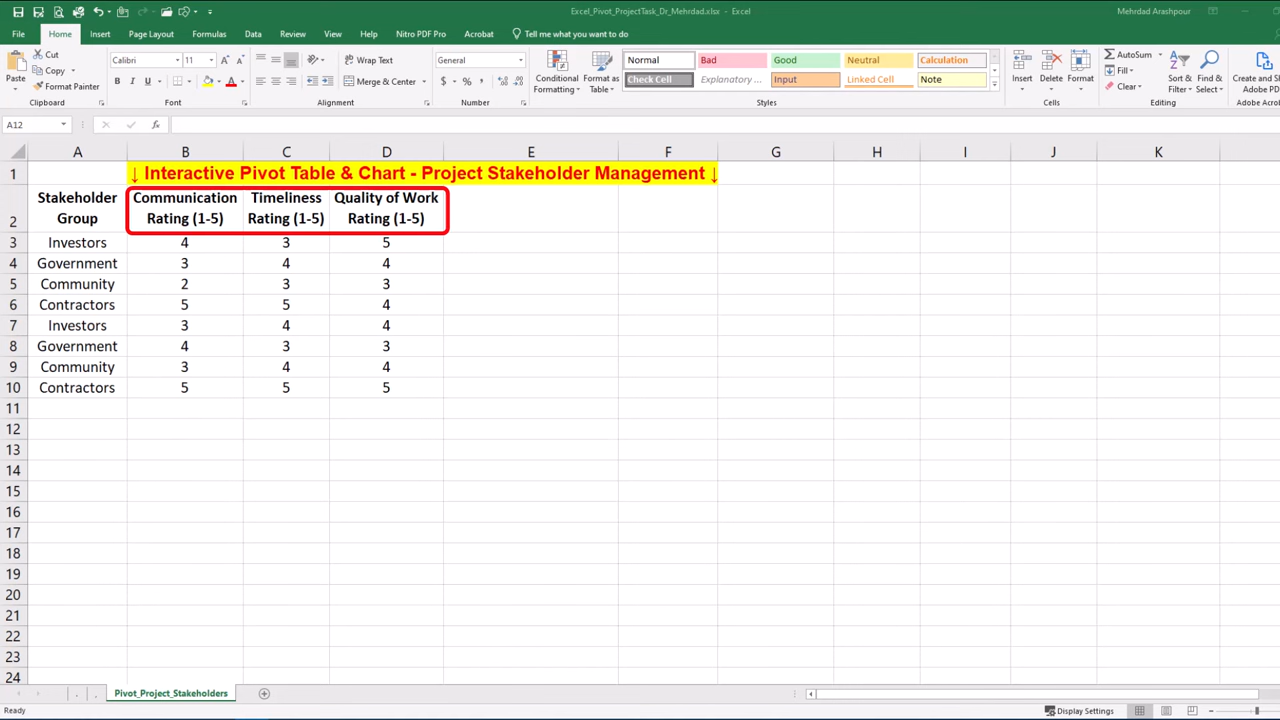 Excel_Pivot_ProjectTask_Dr_Mehrdad.xlsx - Excel
Mehrdad Arashpour
File Home Insert Page Layout Formulas Data Review View Help Nitro PDF Pro Acrobat Tell me what you want to do
Paste
Cut
Copy
Format Painter
Calibri 11
B I U
Wrap Text
Merge & Center
General
$ % ,
Conditional Formatting
Format as Table
Normal Bad Good Neutral Calculation
Check Cell Explanatory ... Input Linked Cell Note
Insert Delete Format
AutoSum
Fill
Clear
Sort & Filter
Find & Select
Create and S
Adobe PD
Clipboard Font Alignment Number Styles Cells Editing Adobe Acro
A12 fx
A B C D E F G H I J K
1 ↓ Interactive Pivot Table & Chart - Project Stakeholder Management ↓
2 Stakeholder Group Communication Rating (1-5) Timeliness Rating (1-5) Quality of Work Rating (1-5)
3 Investors 4 3 5
4 Government 3 4 4
5 Community 2 3 3
6 Contractors 5 5 4
7 Investors 3 4 4
8 Government 4 3 3
9 Community 3 4 4
10 Contractors 5 5 5
11
12
13
14
15
16
17
18
19
20
21
22
23
24
Pivot_Project_Stakeholders
Ready
Display Settings